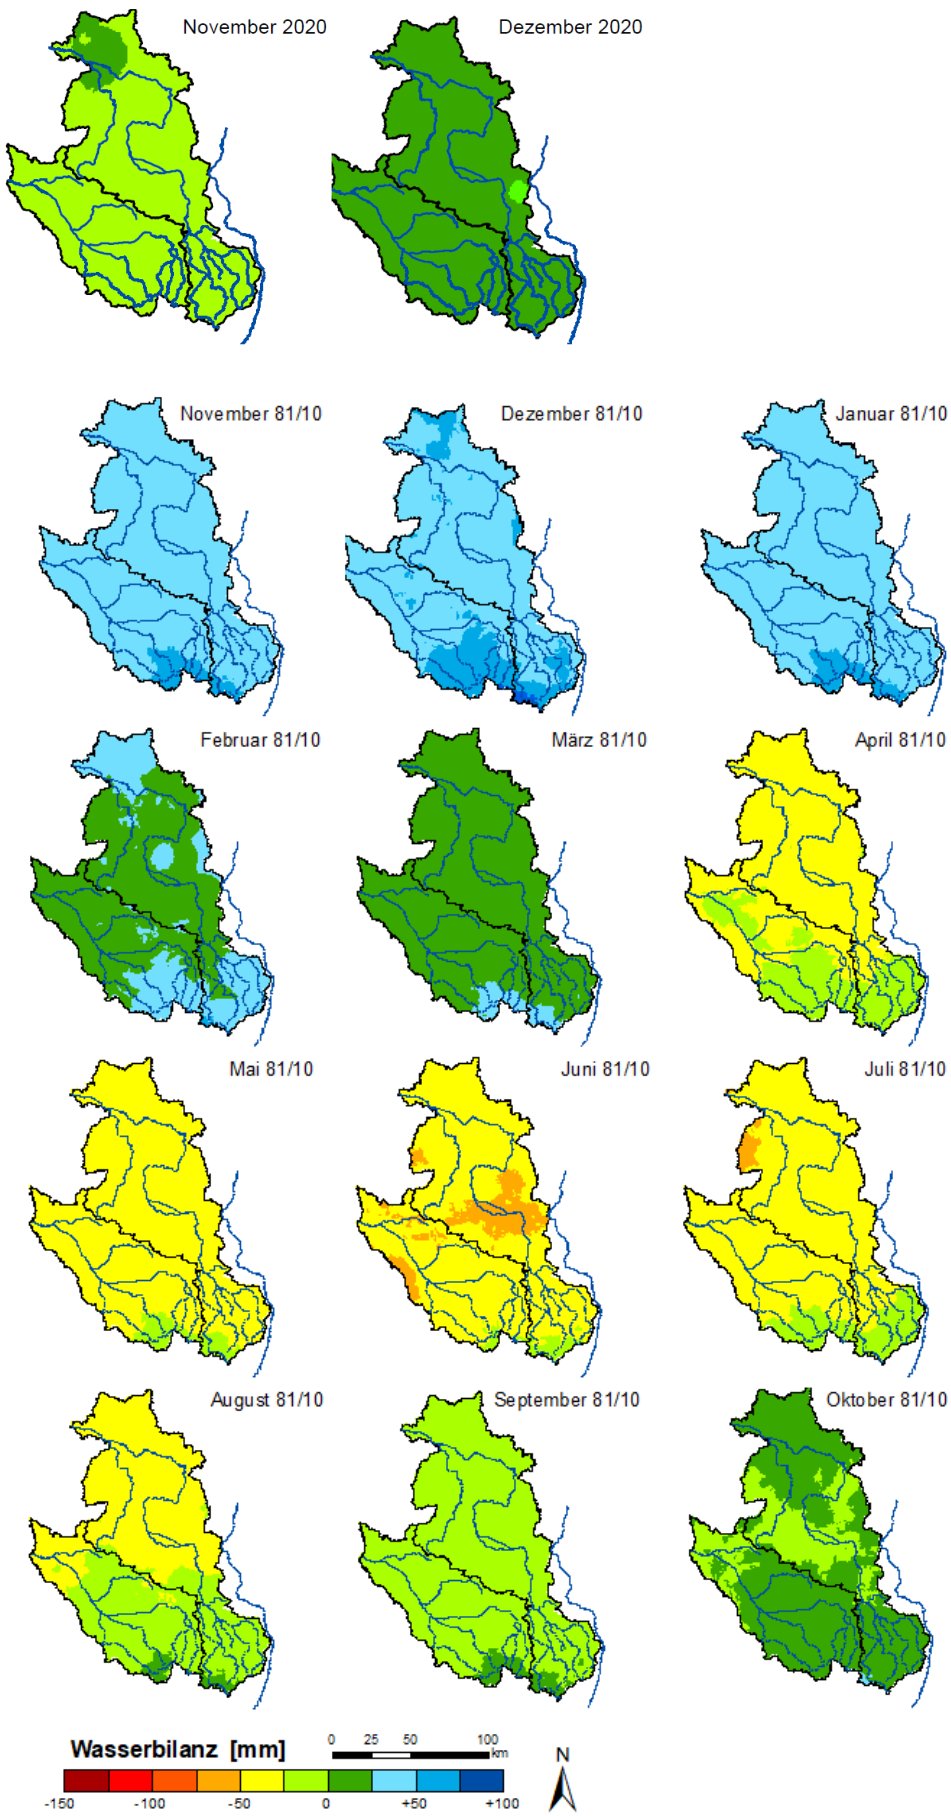 November 2020
Dezember 2020
November 81/10
Dezember 81/10
Januar 81/10
Februar 81/10
März 81/10
April 81/10
Mai 81/10
Juni 81/10
Juli 81/10
August 81/10
September 81/10
Oktober 81/10
Wasserbilanz [mm]
0 25 50 100
km
N
-150 -100 -50 0 +50 +100